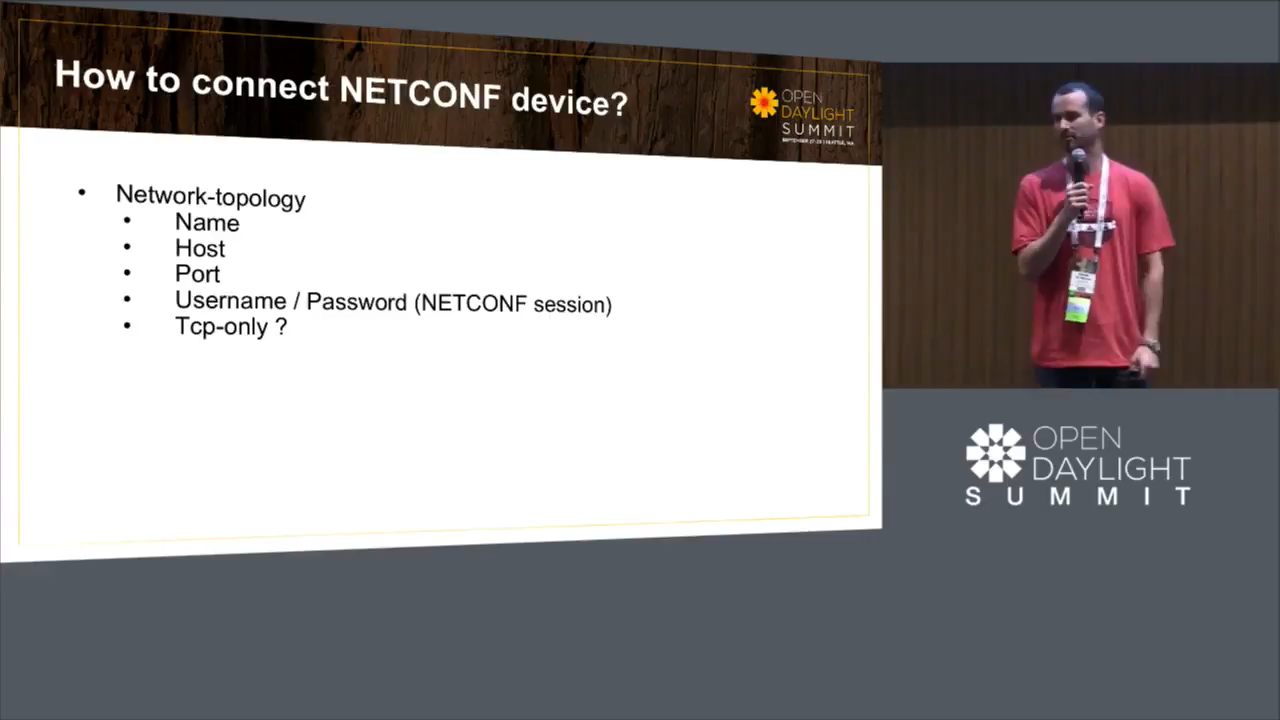 How to connect NETCONF device?
OPEN
DAYLIGHT
SUMMIT
• Network-topology
• Name
• Host
• Port
• Username / Password (NETCONF session)
• Tcp-only ?
OPEN
DAYLIGHT
SUMMIT